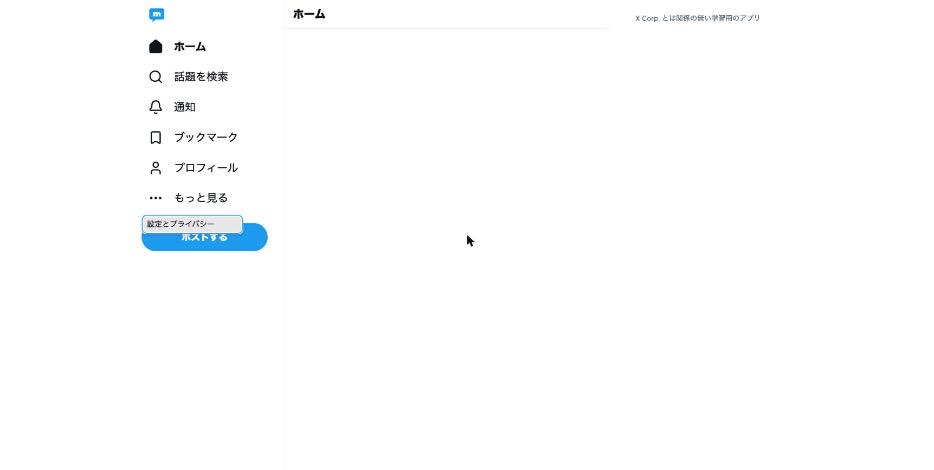 m
ホーム
話題を検索
通知
ブックマーク
プロフィール
もっと見る
設定とプライバシー
ポストする
ホーム
X Corp. とは関係の無い学習用のアプリ